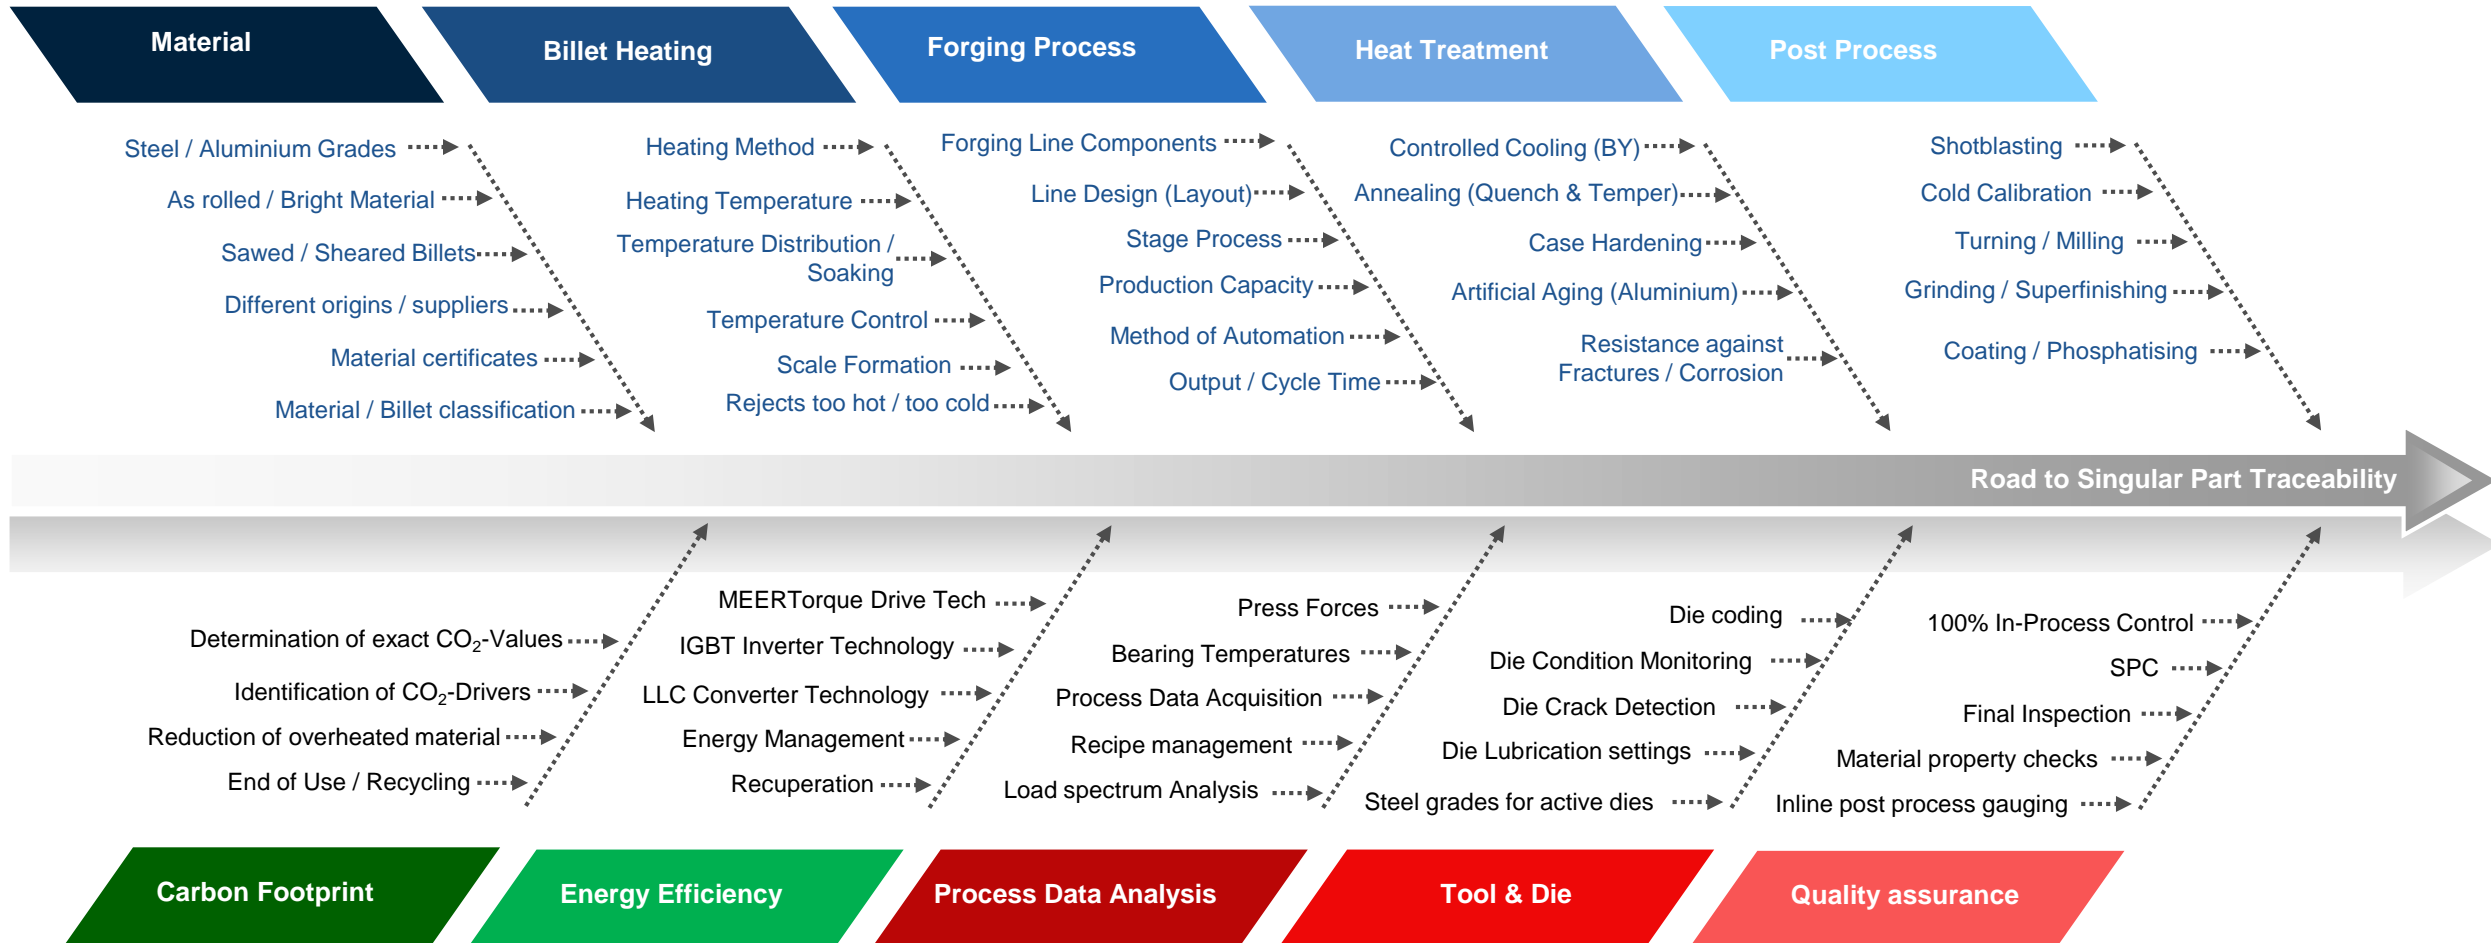 Material
Billet Heating
Forging Process
Heat Treatment
Post Process
Steel / Aluminium Grades
As rolled / Bright Material
Sawed / Sheared Billets
Different origins / suppliers
Material certificates
Material / Billet classification
Heating Method
Heating Temperature
Temperature Distribution /
Soaking
Temperature Control
Scale Formation
Rejects too hot / too cold
Forging Line Components
Line Design (Layout)
Stage Process
Production Capacity
Method of Automation
Output / Cycle Time
Controlled Cooling (BY)
Annealing (Quench & Temper)
Case Hardening
Artificial Aging (Aluminium)
Resistance against
Fractures / Corrosion
Shotblasting
Cold Calibration
Turning / Milling
Grinding / Superfinishing
Coating / Phosphatising
Road to Singular Part Traceability
Determination of exact CO₂-Values
Identification of CO₂-Drivers
Reduction of overheated material
End of Use / Recycling
MEERTorque Drive Tech
IGBT Inverter Technology
LLC Converter Technology
Energy Management
Recuperation
Press Forces
Bearing Temperatures
Process Data Acquisition
Recipe management
Load spectrum Analysis
Die coding
Die Condition Monitoring
Die Crack Detection
Die Lubrication settings
Steel grades for active dies
100% In-Process Control
SPC
Final Inspection
Material property checks
Inline post process gauging
Carbon Footprint
Energy Efficiency
Process Data Analysis
Tool & Die
Quality assurance